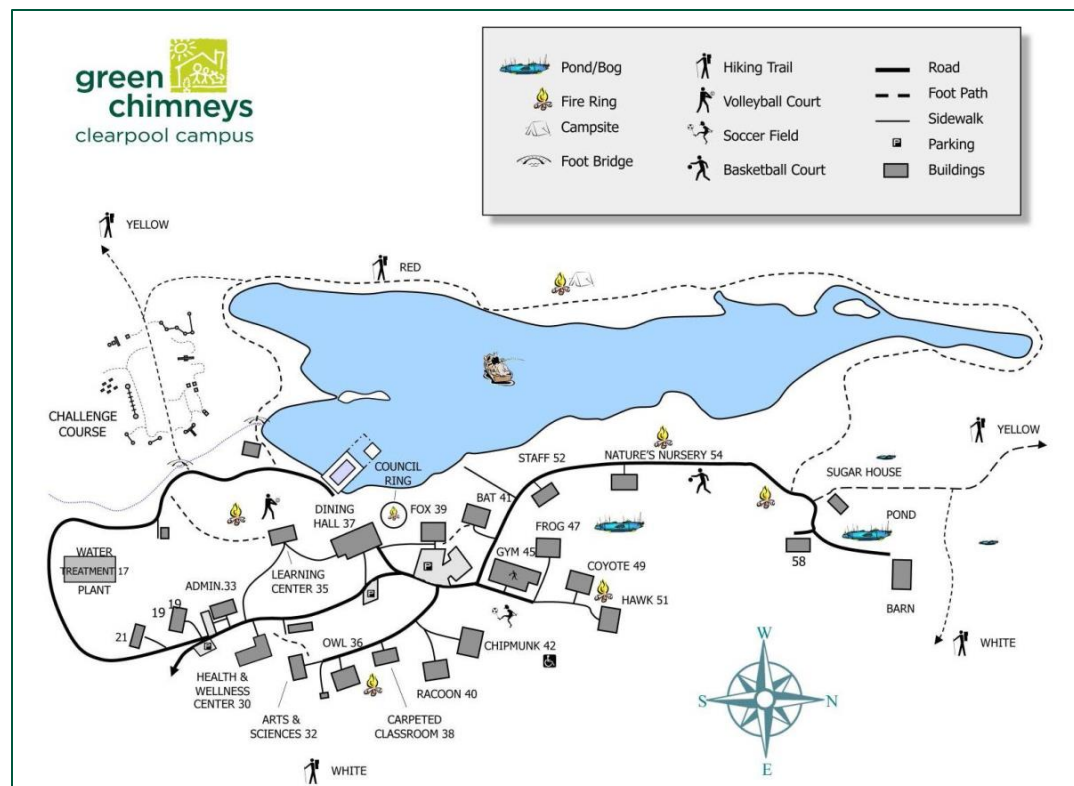 green
chimneys
clearpool campus
Pond/Bog
Fire Ring
Campsite
Foot Bridge
Hiking Trail
Volleyball Court
Soccer Field
Basketball Court
Road
Foot Path
Sidewalk
P
Parking
Buildings
YELLOW
RED
CHALLENGE
COURSE
YELLOW
STAFF 52
NATURE'S NURSERY 54
SUGAR HOUSE
COUNCIL
RING
BAT 41
DINING
HALL 37
FOX 39
FROG 47
POND
WATER
TREATMENT 17
PLANT
GYM 45
58
ADMIN.33
LEARNING
CENTER 35
P
COYOTE 49
P
HAWK 51
BARN
19
19
21
P
OWL 36
CHIPMUNK 42
WHITE
HEALTH &
WELLNESS
CENTER 30
RACOON 40
ARTS &
SCIENCES 32
CARPETED
CLASSROOM 38
WHITE
W
S
N
E